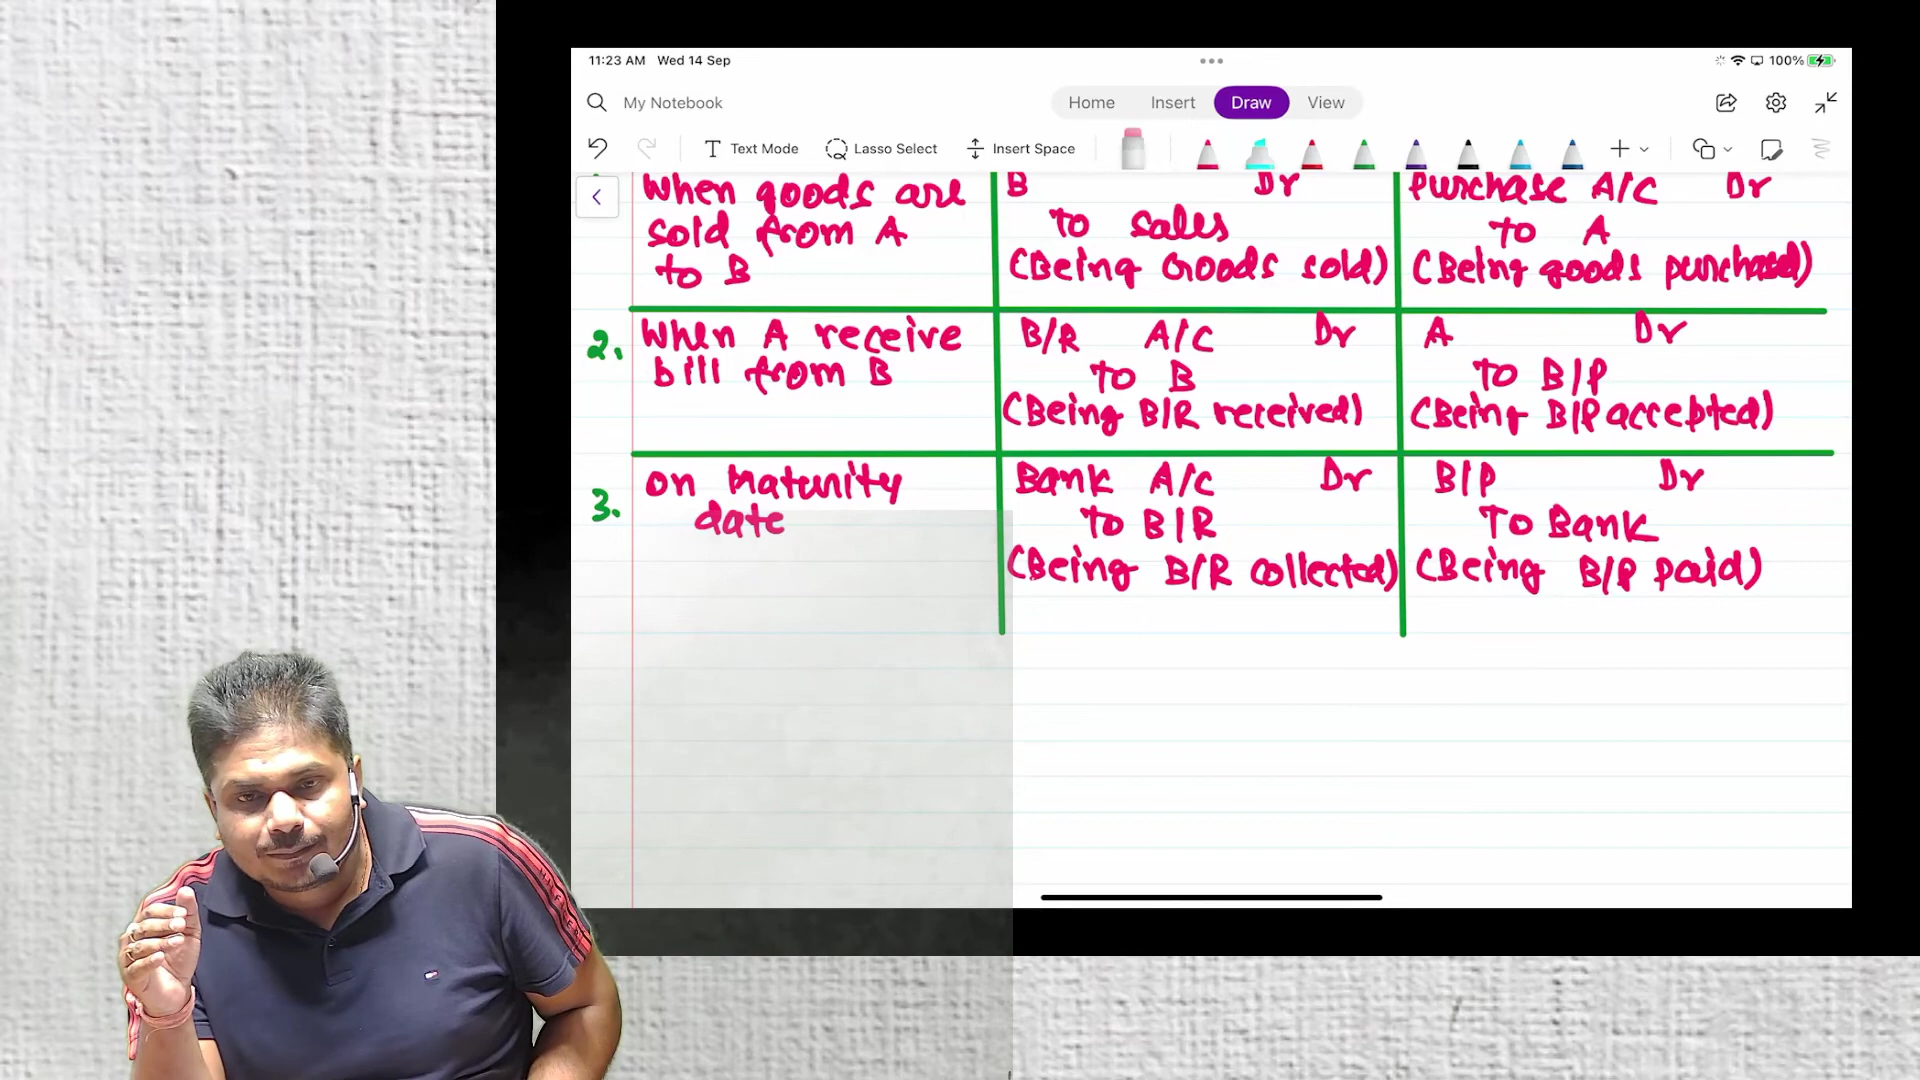 11:23 AM Wed 14 Sep
100%
My Notebook
Home Insert Draw View
Text Mode Lasso Select Insert Space
When goods are
sold from A
to B
B Dr
To sales
(Being Goods sold)
Purchase A/C Dr
To A
(Being goods purchased)
2.
When A receive
bill from B
B/R A/C Dr
To B
(Being B/R received)
A Dr
To B/P
(Being B/P accepted)
3.
On Maturity
date
Bank A/C Dr
To B/R
(Being B/R collected)
B/P Dr
To Bank
(Being B/P paid)